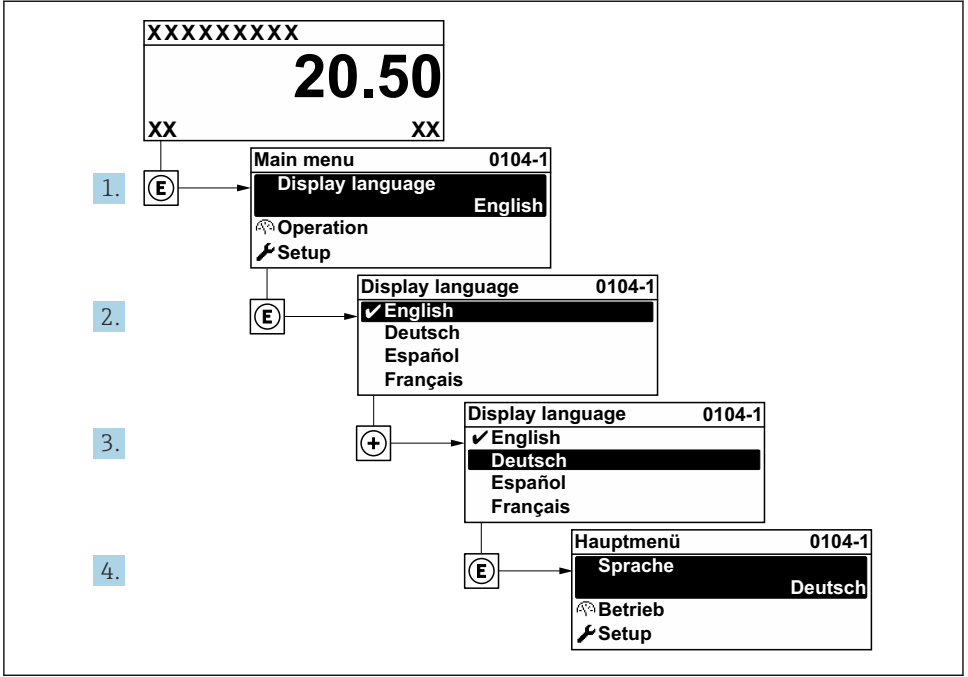 XXXXXXXXX
20.50
XX XX
1. E
Main menu 0104-1
Display language
English
Operation
Setup
2. E
Display language 0104-1
✔English
Deutsch
Español
Français
3. +
Display language 0104-1
✔English
Deutsch
Español
Français
4. E
Hauptmenü 0104-1
Sprache
Deutsch
Betrieb
Setup